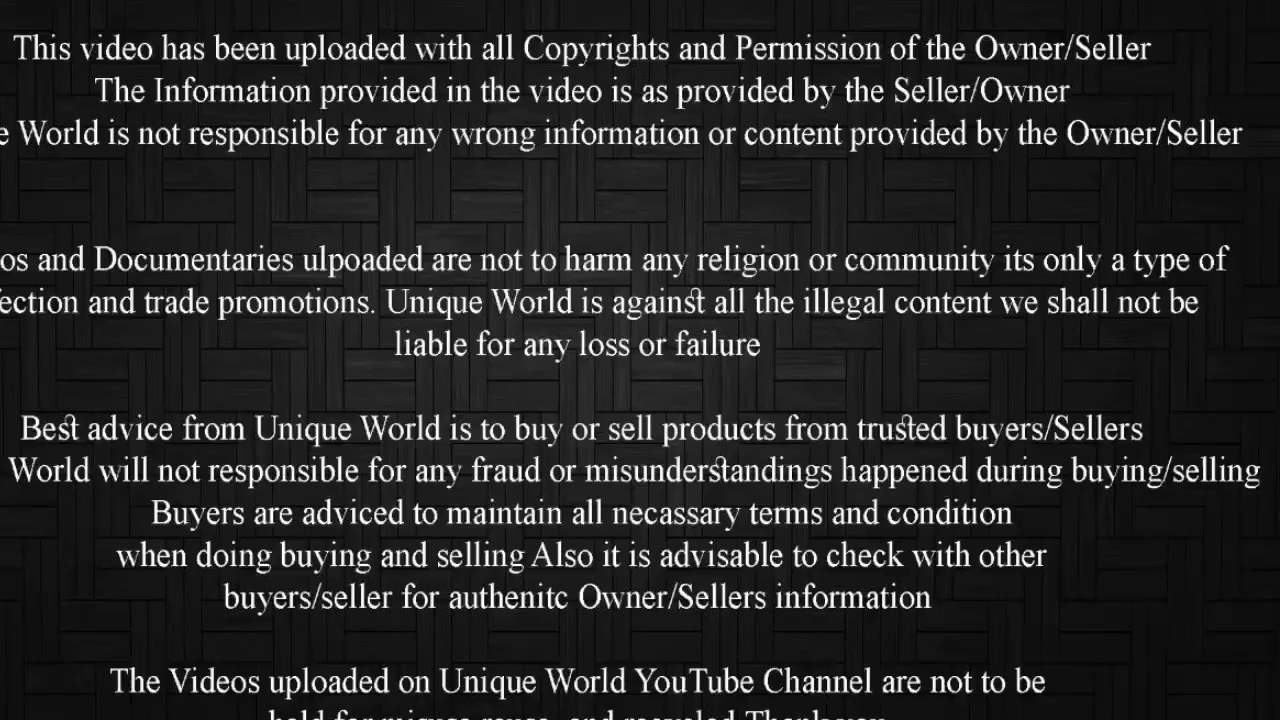 This video has been uploaded with all Copyrights and Permission of the Owner/Seller
The Information provided in the video is as provided by the Seller/Owner
e World is not responsible for any wrong information or content provided by the Owner/Seller
os and Documentaries ulpoaded are not to harm any religion or community its only a type of
fection and trade promotions. Unique World is against all the illegal content we shall not be
liable for any loss or failure
Best advice from Unique World is to buy or sell products from trusted buyers/Sellers
World will not responsible for any fraud or misunderstandings happened during buying/selling
Buyers are adviced to maintain all necassary terms and condition
when doing buying and selling Also it is advisable to check with other
buyers/seller for authenitc Owner/Sellers information
The Videos uploaded on Unique World YouTube Channel are not to be